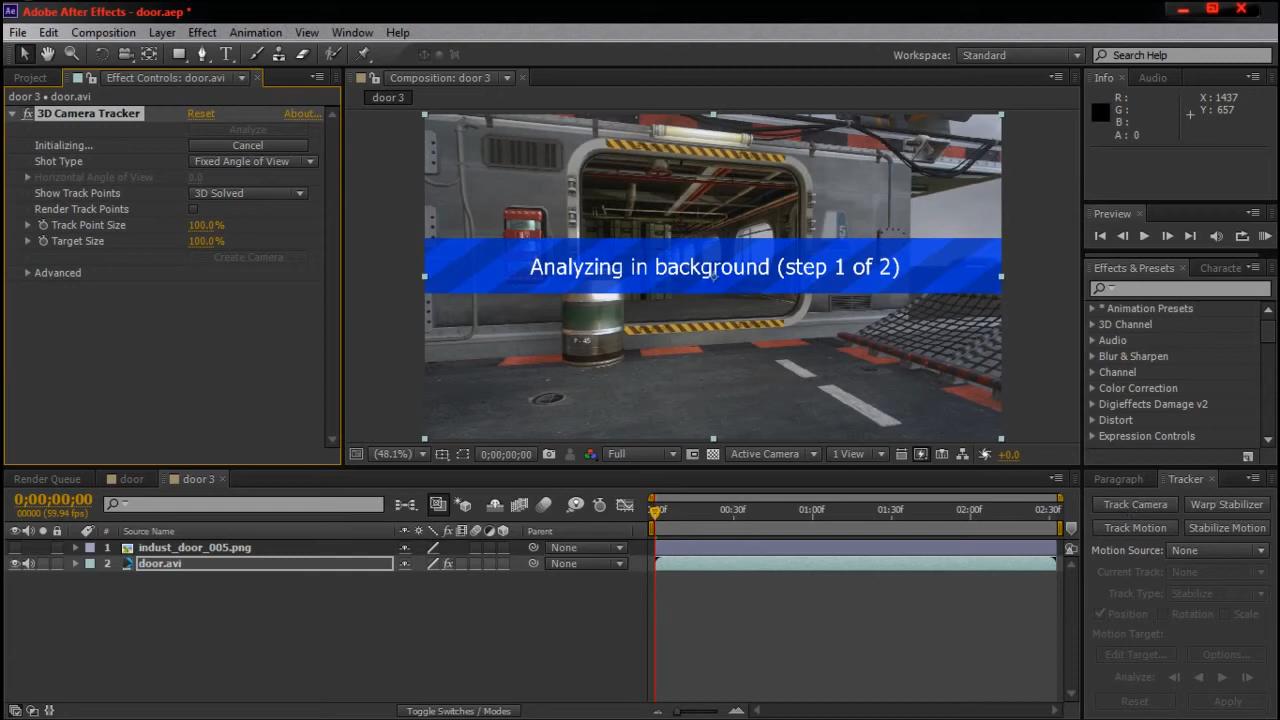 Adobe After Effects - door.aep *
File Edit Composition Layer Effect Animation View Window Help
Workspace: Standard Search Help
Project Effect Controls: door.avi Composition: door 3 Info Audio
door 3 • door.avi
door 3
R: X: 1437
G: Y: 657
B:
A: 0
fx 3D Camera Tracker Reset About...
Analyze
Initializing... Cancel
Shot Type Fixed Angle of View
Horizontal Angle of View 0.0
Show Track Points 3D Solved
Render Track Points
Track Point Size 100.0%
Target Size 100.0%
Create Camera
Advanced
Analyzing in background (step 1 of 2)
5
P - 45
Preview
Effects & Presets Characte
* Animation Presets
3D Channel
Audio
Blur & Sharpen
Channel
Color Correction
Digieffects Damage v2
Distort
Expression Controls
(48.1%) 0;00;00;00 Full Active Camera 1 View +0.0
Render Queue door door 3
Paragraph Tracker
0;00;00;00
00000 (59.94 fps)
00f 00:30f 01:00f 01:30f 02:00f 02:30f
# Source Name fx Parent
1 indust_door_005.png None
2 door.avi fx None
Toggle Switches / Modes
Track Camera Warp Stabilizer
Track Motion Stabilize Motion
Motion Source: None
Current Track: None
Track Type: Stabilize
Position Rotation Scale
Motion Target:
Edit Target... Options...
Analyze:
Reset Apply